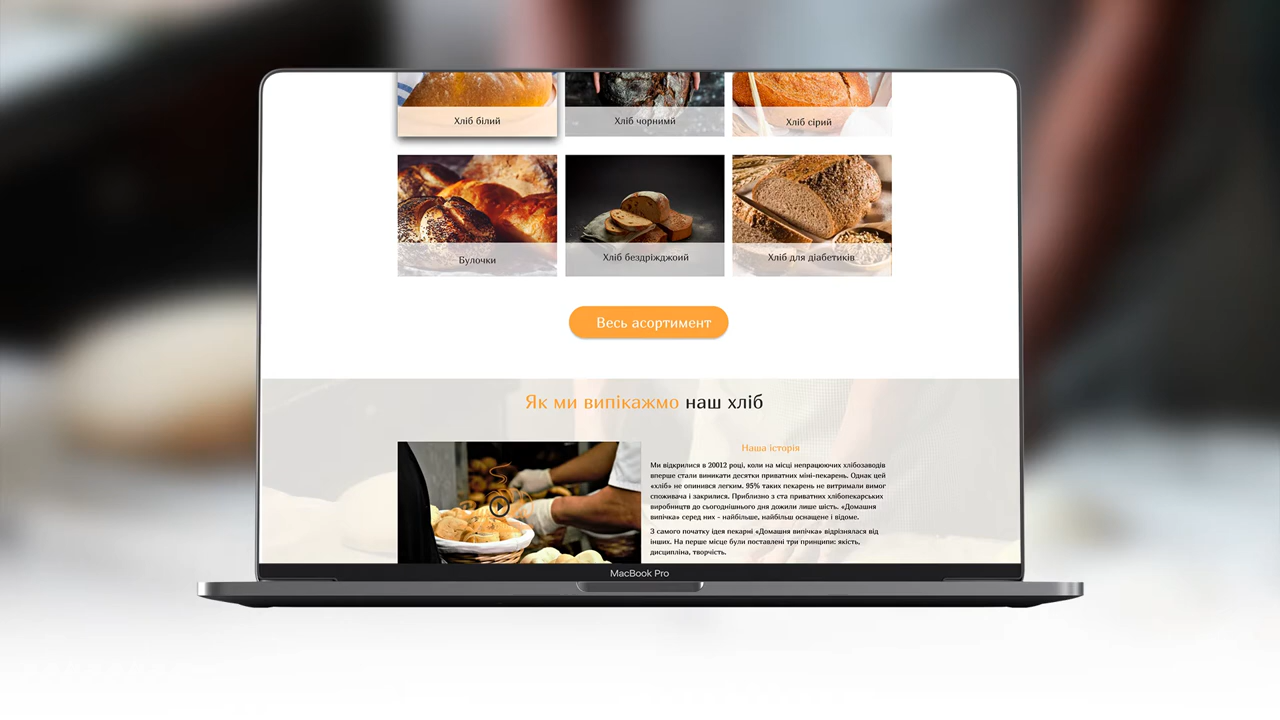 Хліб білий
Хліб чорнимй
Хліб сірий
Булочки
Хліб бездріжджоий
Хліб для діабетиків
Весь асортимент
Як ми випікажмо наш хліб
Наша історія
Ми відкрилися в 20012 році, коли на місці непрацюючих хлібозаводів
вперше стали виникати десятки приватних міні-пекарень. Однак цей
«хліб» не опинився легким. 95% таких пекарень не витримали вимог
споживача і закрилися. Приблизно з ста приватних хлібопекарських
виробництв до сьогоднішнього дня дожили лише шість. «Домашня
випічка» серед них - найбільше, найбільш оснащене і відоме.
З самого початку ідея пекарні «Домашня випічка» відрізнялася від
інших. На перше місце були поставлені три принципи: якість,
дисципліна, творчість.
MacBook Pro